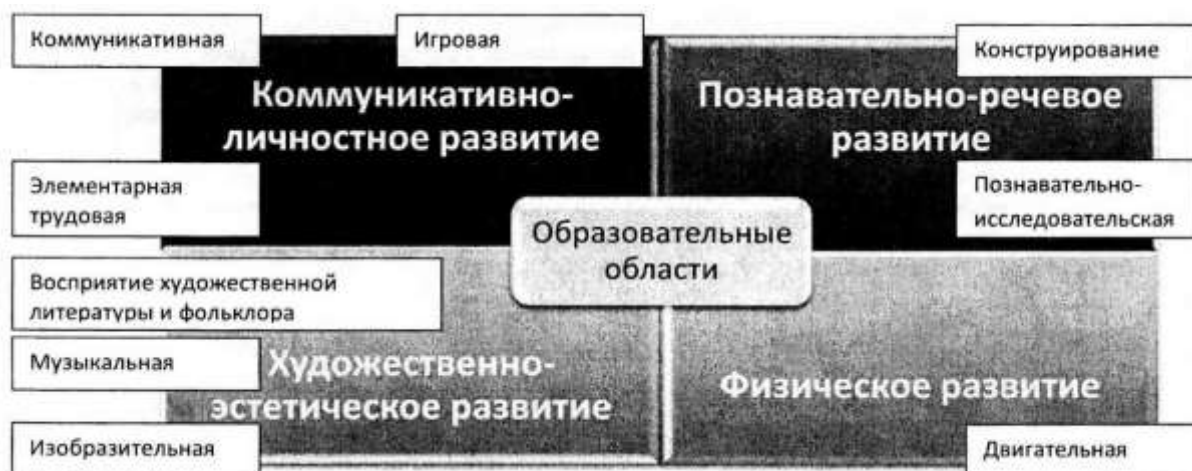 Коммуникативная
Игровая
Конструирование
Коммуникативно-
личностное развитие
Познавательно-речевое
развитие
Элементарная
трудовая
Познавательно-
исследовательская
Образовательные
области
Восприятие художественной
литературы и фольклора
Музыкальная
Художественно-
эстетическое развитие
Физическое развитие
Изобразительная
Двигательная